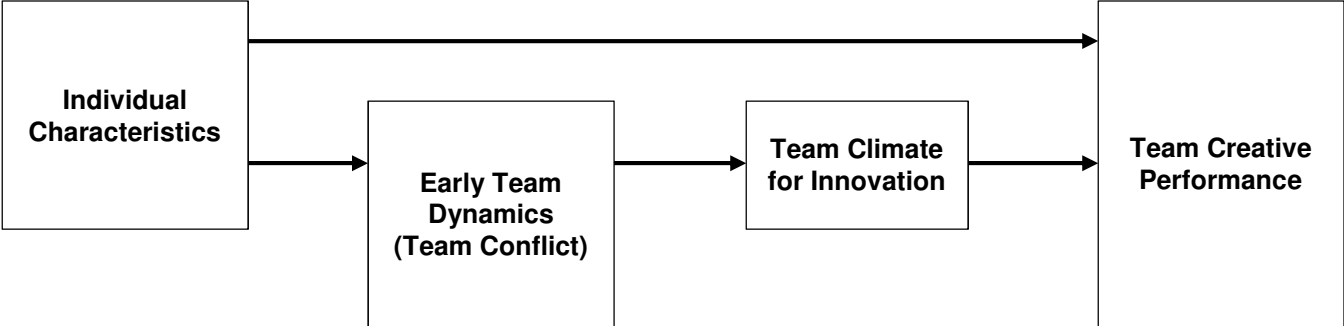 Individual
Characteristics
Early Team
Dynamics
(Team Conflict)
Team Climate
for Innovation
Team Creative
Performance